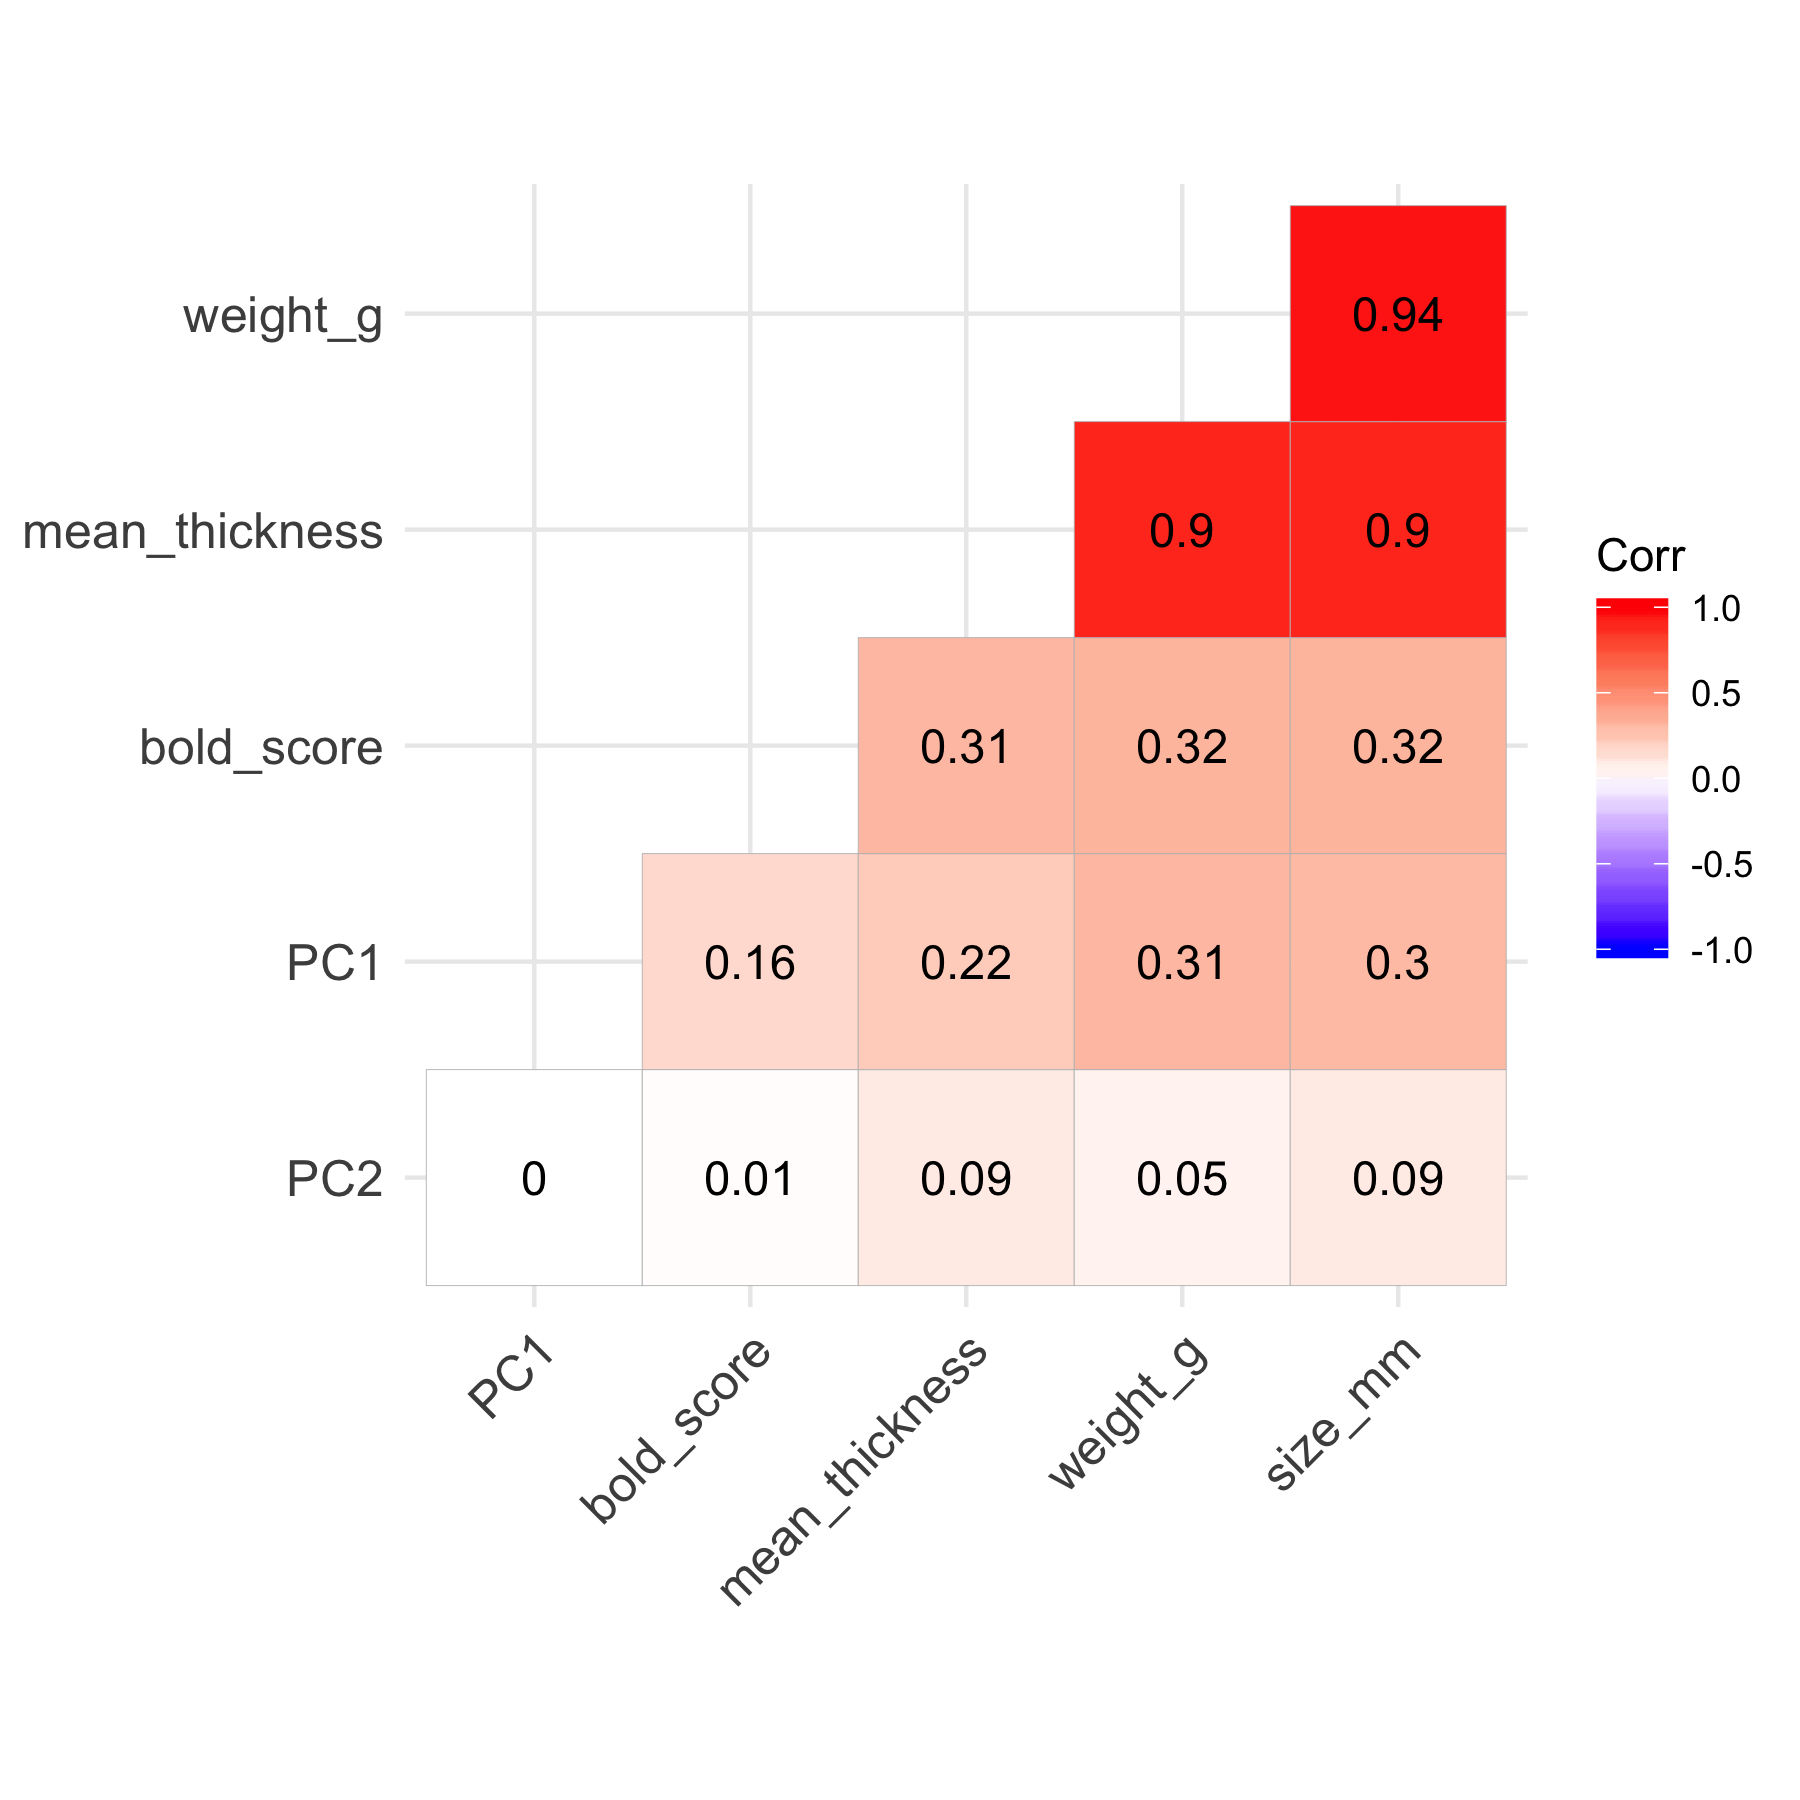 weight_g
0.94
mean_thickness
0.9 0.9
bold_score
0.31 0.32 0.32
PC1
0.16 0.22 0.31 0.3
PC2
0 0.01 0.09 0.05 0.09
PC1
bold_score
mean_thickness
weight_g
size_mm
Corr
1.0
0.5
0.0
-0.5
-1.0